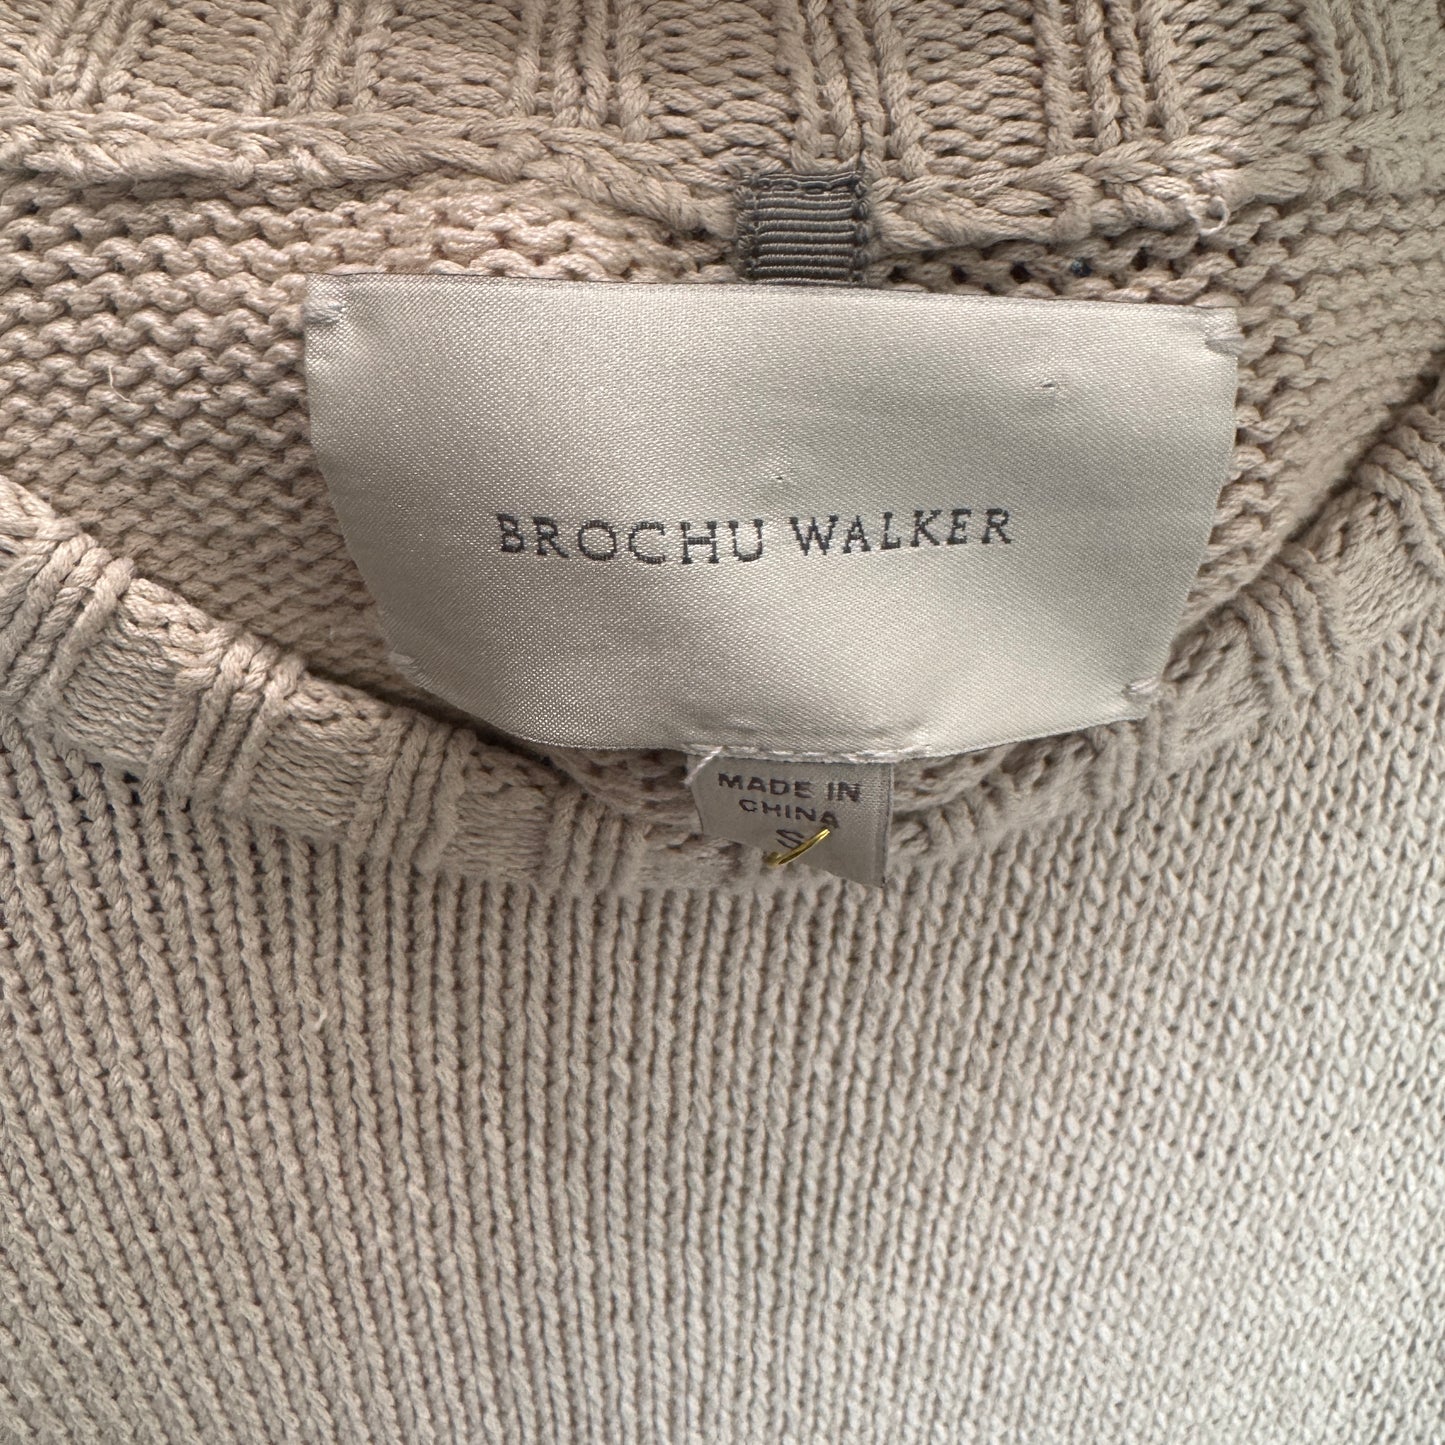 BROCHU WALKER
MADE IN
CHINA
S